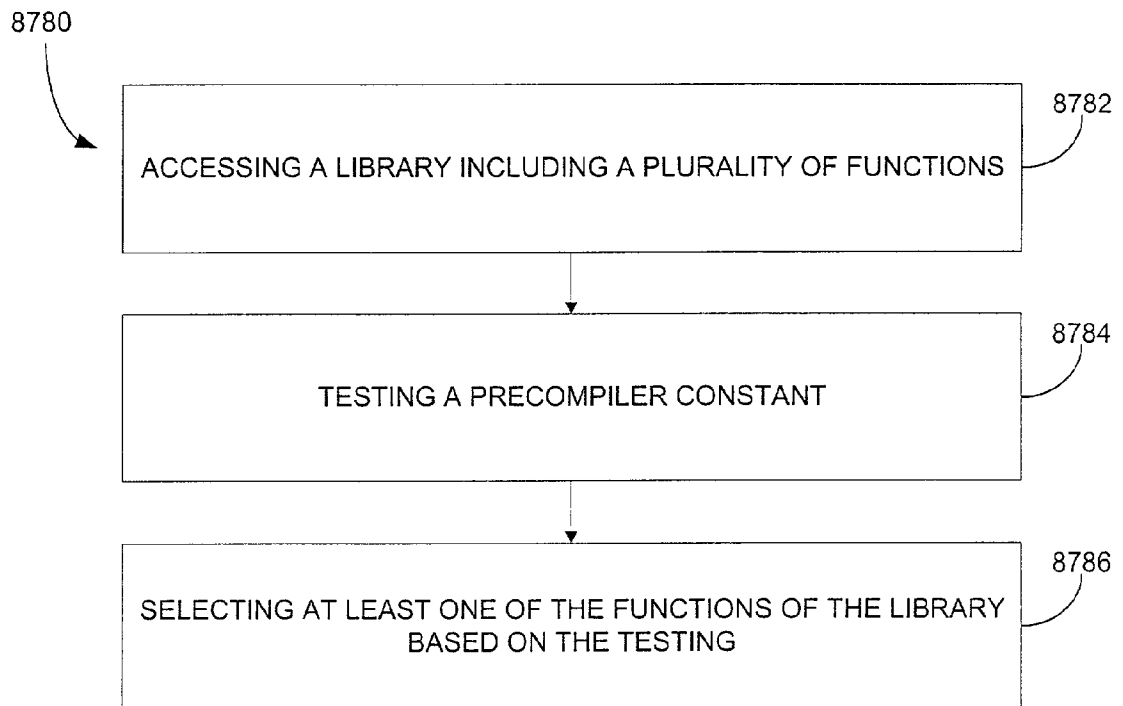 8780
8782
ACCESSING A LIBRARY INCLUDING A PLURALITY OF FUNCTIONS
8784
TESTING A PRECOMPILER CONSTANT
8786
SELECTING AT LEAST ONE OF THE FUNCTIONS OF THE LIBRARY
BASED ON THE TESTING